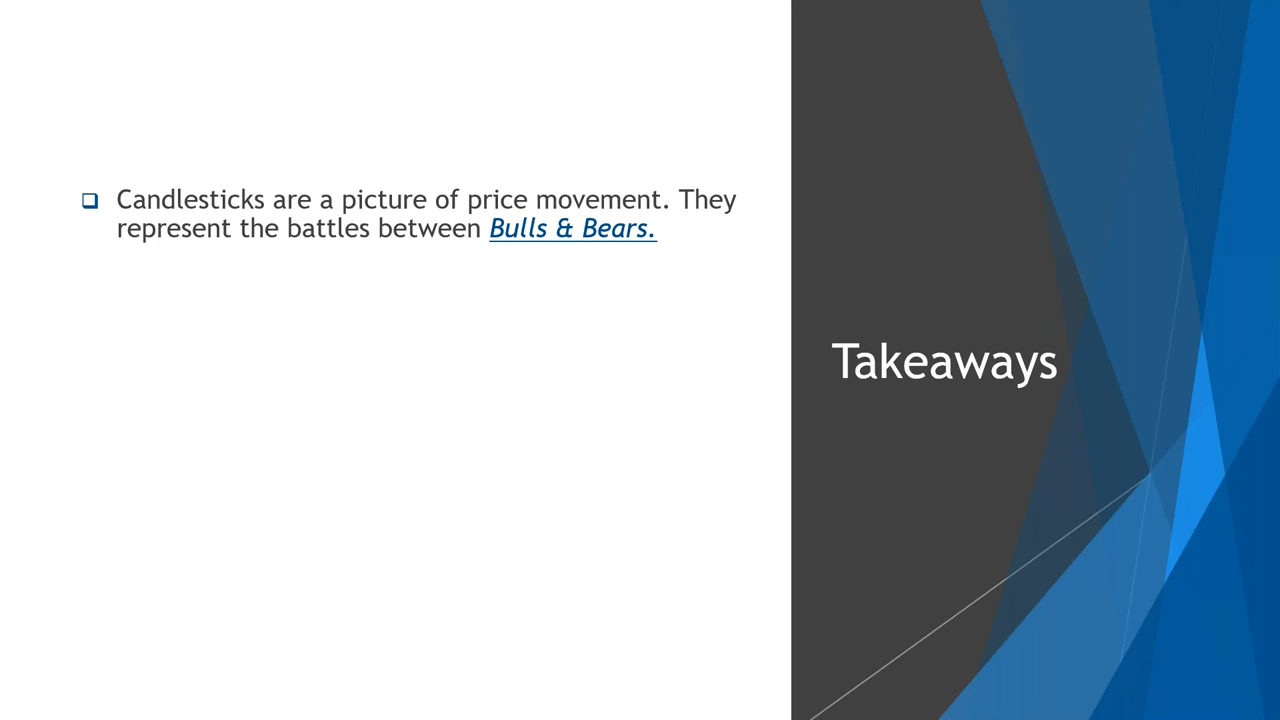 Candlesticks are a picture of price movement. They
represent the battles between Bulls & Bears.
Takeaways